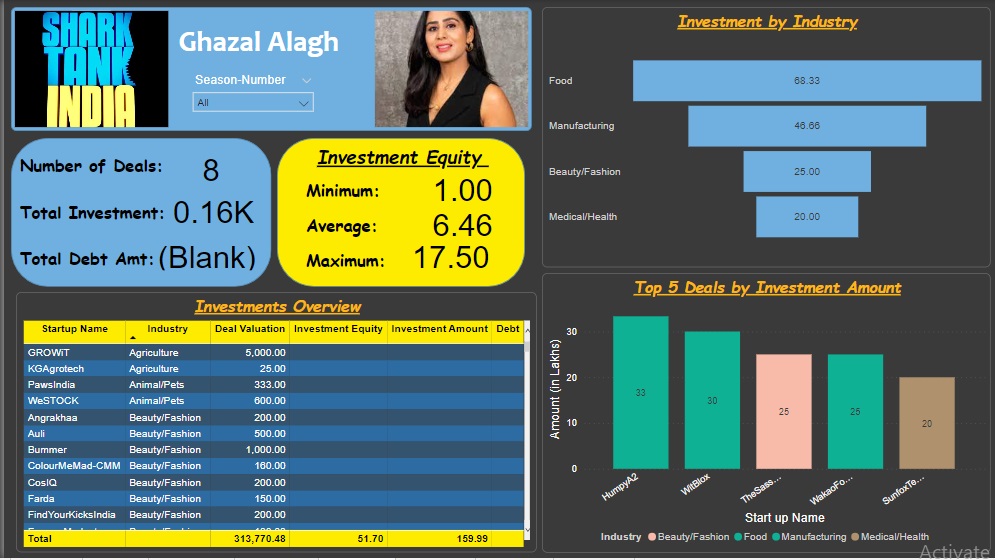 SHARK
TANK
INDIA
Ghazal Alagh
Season-Number
All
Number of Deals: 8
Total Investment: 0.16K
Total Debt Amt: (Blank)
Investment Equity
Minimum: 1.00
Average: 6.46
Maximum: 17.50
Investments Overview
Startup Name Industry Deal Valuation Investment Equity Investment Amount Debt
GROWiT Agriculture 5,000.00
KGAgrotech Agriculture 25.00
PawsIndia Animal/Pets 333.00
WeSTOCK Animal/Pets 600.00
Angrakhaa Beauty/Fashion 200.00
Auli Beauty/Fashion 500.00
Bummer Beauty/Fashion 1,000.00
ColourMeMad-CMM Beauty/Fashion 160.00
CosIQ Beauty/Fashion 200.00
Farda Beauty/Fashion 150.00
FindYourKicksIndia Beauty/Fashion 200.00
Total 313,770.48 51.70 159.99
Investment by Industry
Food 68.33
Manufacturing 46.66
Beauty/Fashion 25.00
Medical/Health 20.00
Top 5 Deals by Investment Amount
Amount (in Lakhs)
30
20
10
0
33
30
25
25
20
HumpyA2
WitBlox
TheSass...
WakaoFo...
SunfoxTe...
Start up Name
Industry Beauty/Fashion Food Manufacturing Medical/Health
Activate